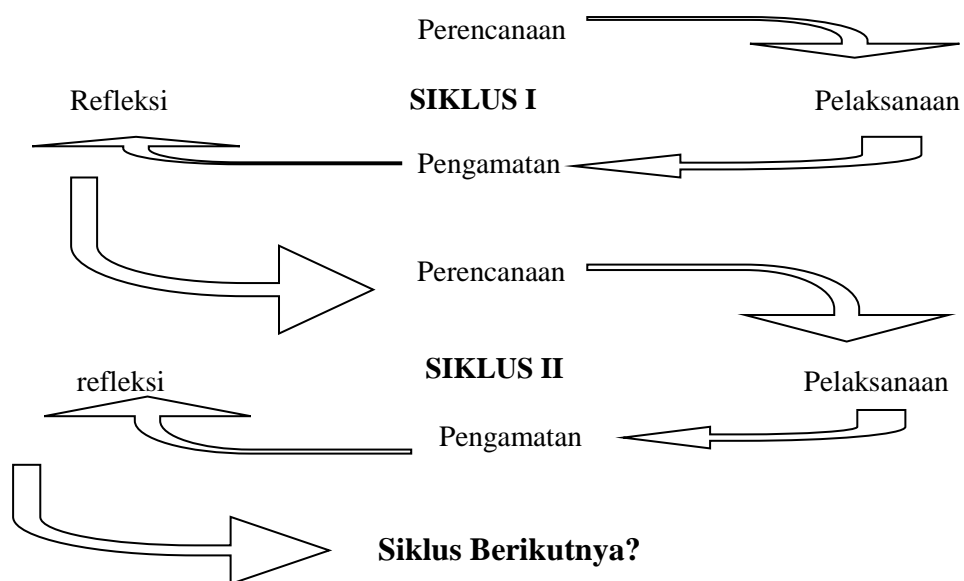 Perencanaan
Refleksi SIKLUS I Pelaksanaan
Pengamatan
Perencanaan
SIKLUS II
refleksi Pelaksanaan
Pengamatan
Siklus Berikutnya?